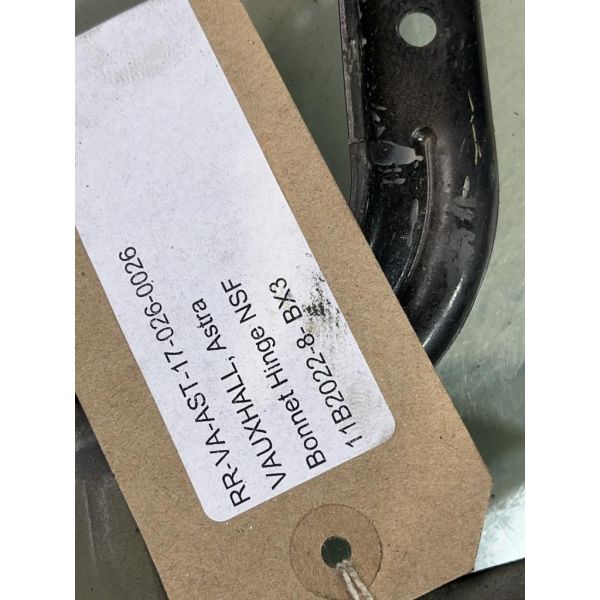 RR-VA-AST-17-026-0026
VAUXHALL, Astra
Bonnet Hinge NSF
11B2022-8- BX3